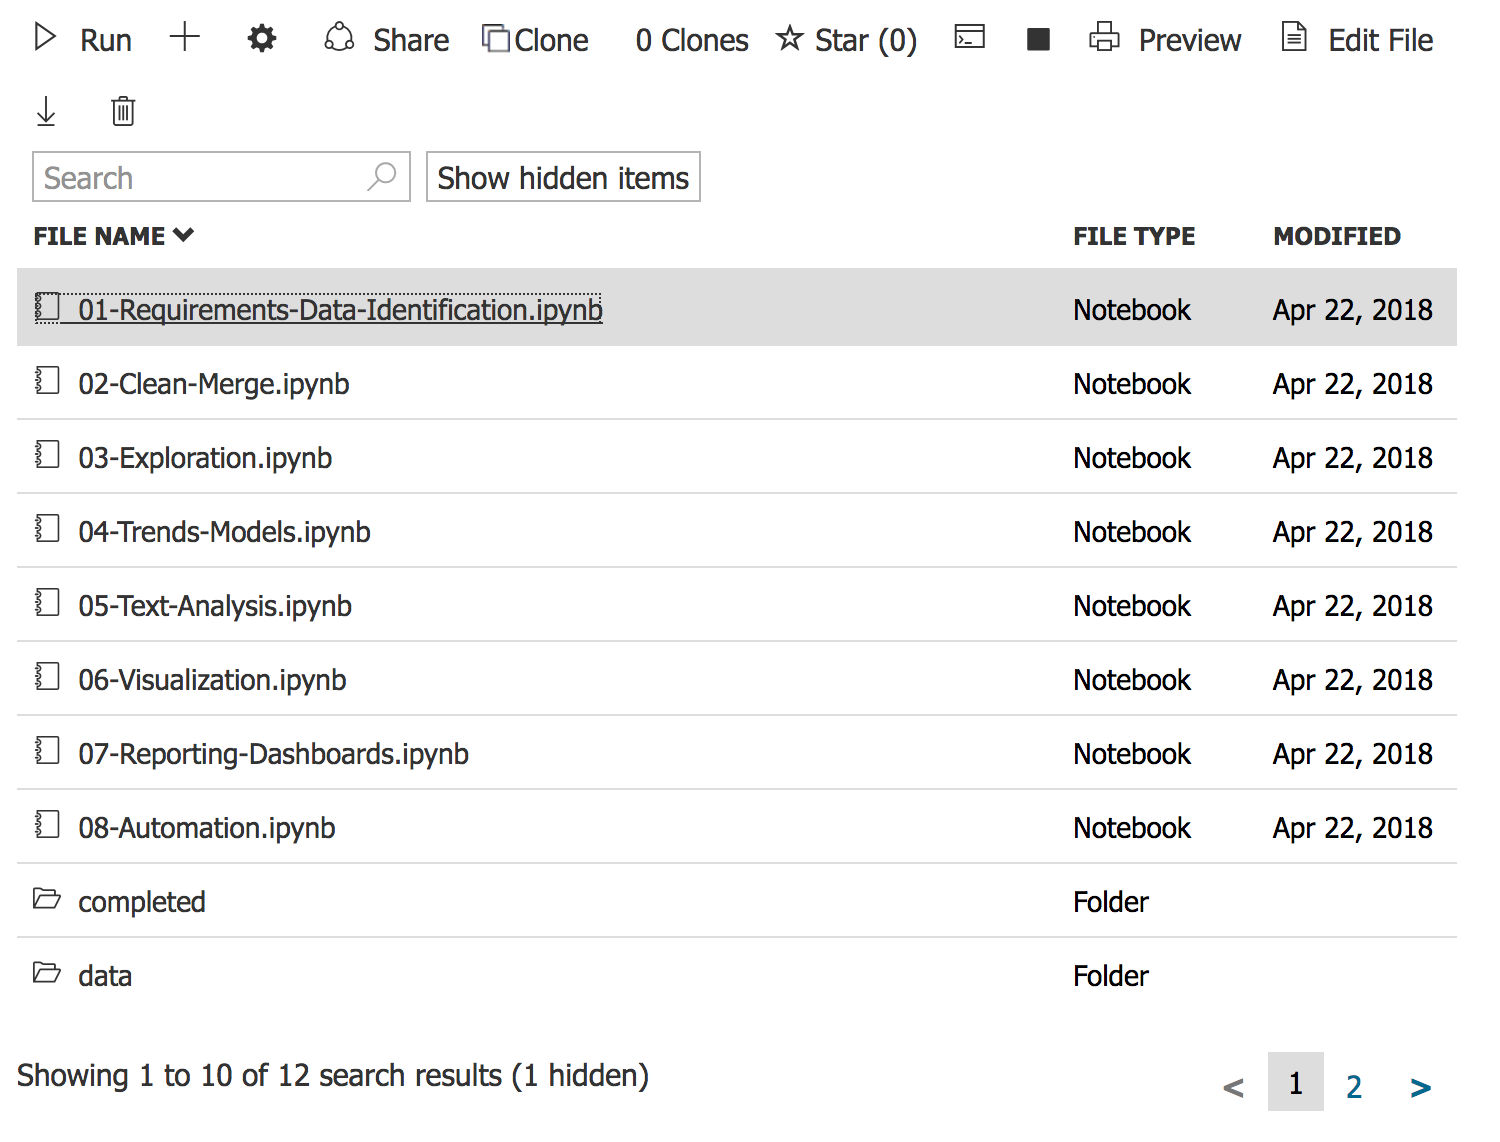 Run Share Clone 0 Clones Star (0) Preview Edit File
Search Show hidden items
FILE NAME FILE TYPE MODIFIED
01-Requirements-Data-Identification.ipynb Notebook Apr 22, 2018
02-Clean-Merge.ipynb Notebook Apr 22, 2018
03-Exploration.ipynb Notebook Apr 22, 2018
04-Trends-Models.ipynb Notebook Apr 22, 2018
05-Text-Analysis.ipynb Notebook Apr 22, 2018
06-Visualization.ipynb Notebook Apr 22, 2018
07-Reporting-Dashboards.ipynb Notebook Apr 22, 2018
08-Automation.ipynb Notebook Apr 22, 2018
completed Folder
data Folder
Showing 1 to 10 of 12 search results (1 hidden) < 1 2 >